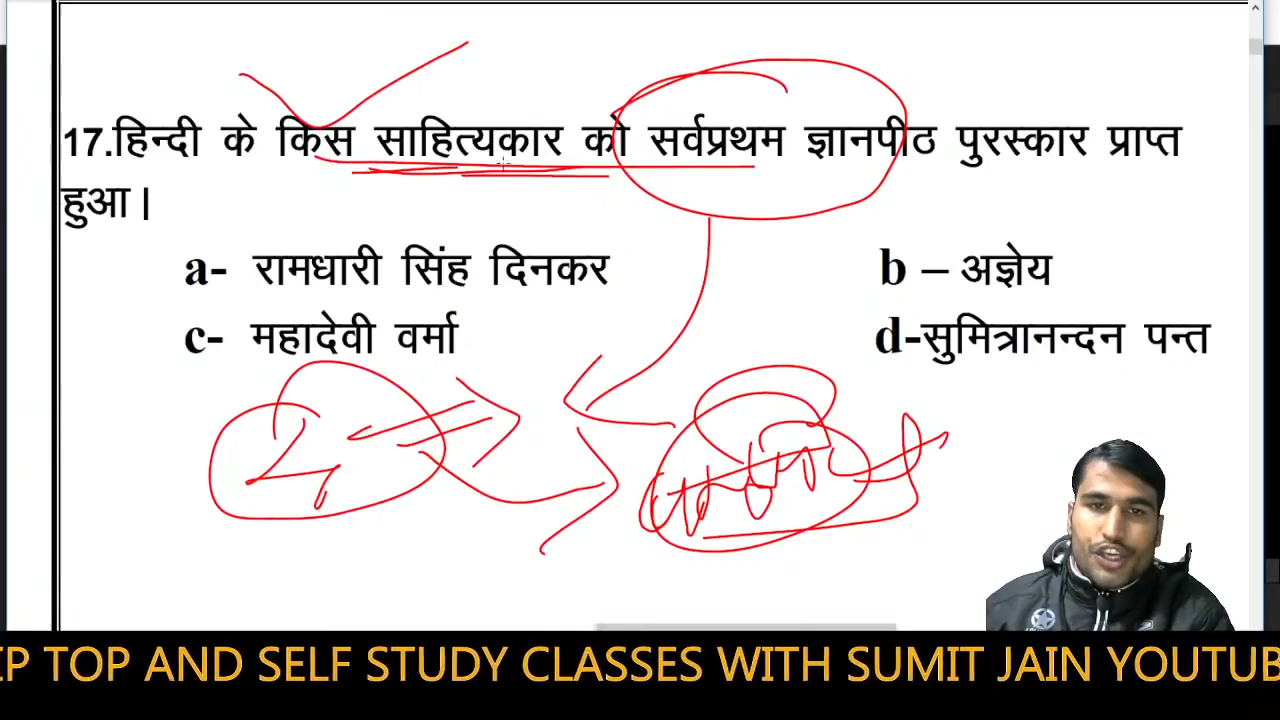 17.हिन्दी के किस साहित्यकार को सर्वप्रथम ज्ञानपीठ पुरस्कार प्राप्त
हुआ।
a- रामधारी सिंह दिनकर b – अज्ञेय
c- महादेवी वर्मा d-सुमित्रानन्दन पन्त
IP TOP AND SELF STUDY CLASSES WITH SUMIT JAIN YOUTUB